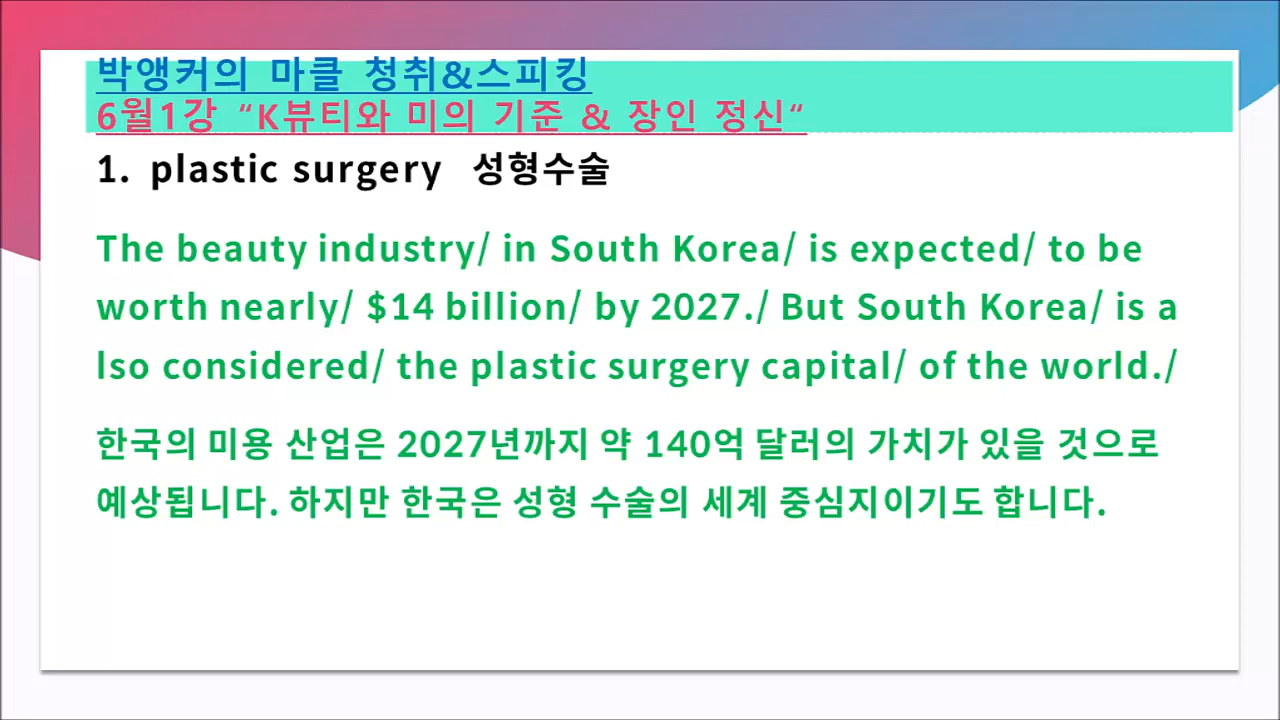 박앵커의 마클 청취&스피킹
6월1강 “K뷰티와 미의 기준 & 장인 정신“
1. plastic surgery 성형수술
The beauty industry/ in South Korea/ is expected/ to be
worth nearly/ $14 billion/ by 2027./ But South Korea/ is a
lso considered/ the plastic surgery capital/ of the world./
한국의 미용 산업은 2027년까지 약 140억 달러의 가치가 있을 것으로
예상됩니다. 하지만 한국은 성형 수술의 세계 중심지이기도 합니다.